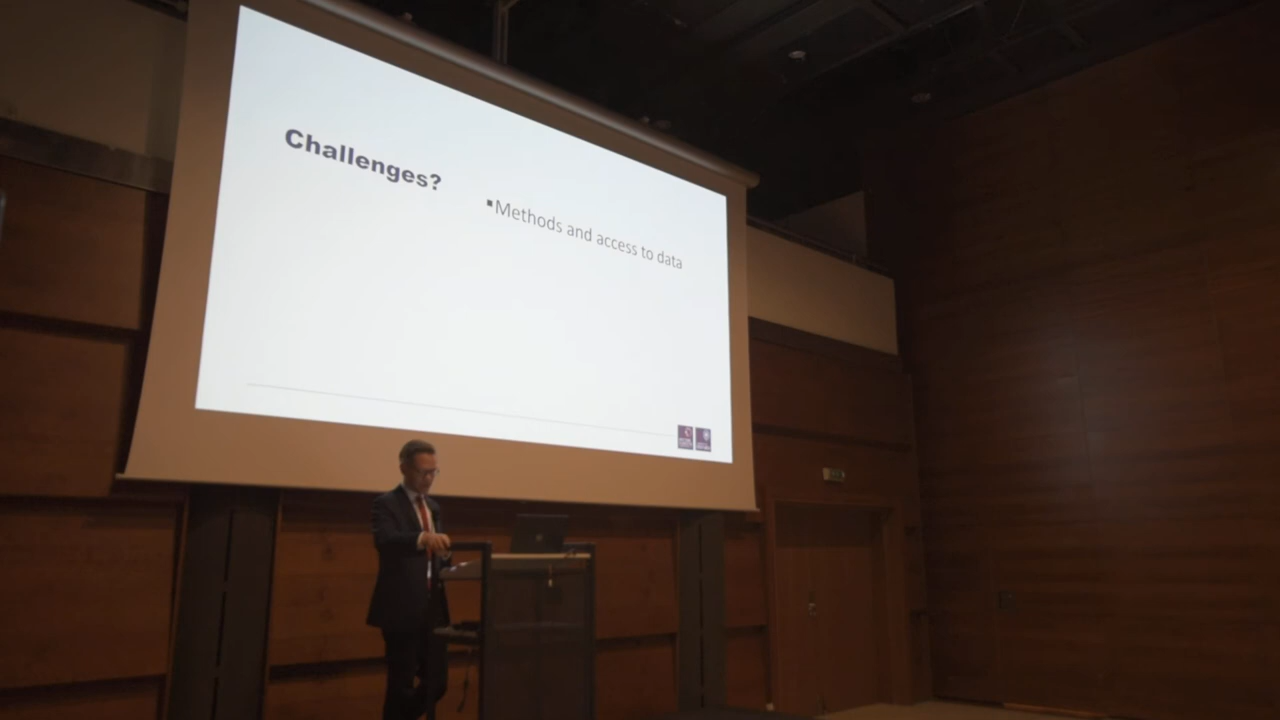 Challenges?
▪Methods and access to data